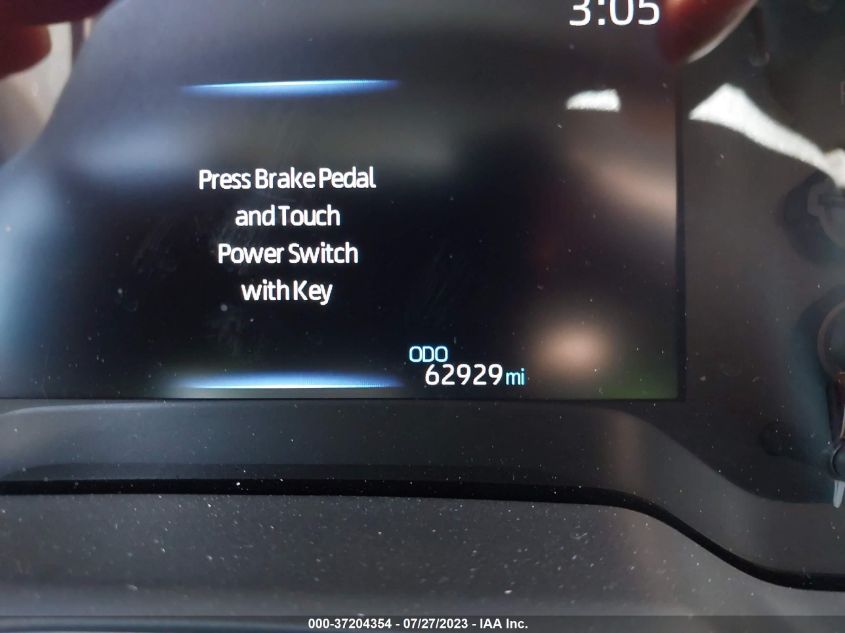 3:05
Press Brake Pedal
and Touch
Power Switch
with Key
ODO
62929 mi
000-37204354 - 07/27/2023 - IAA Inc.